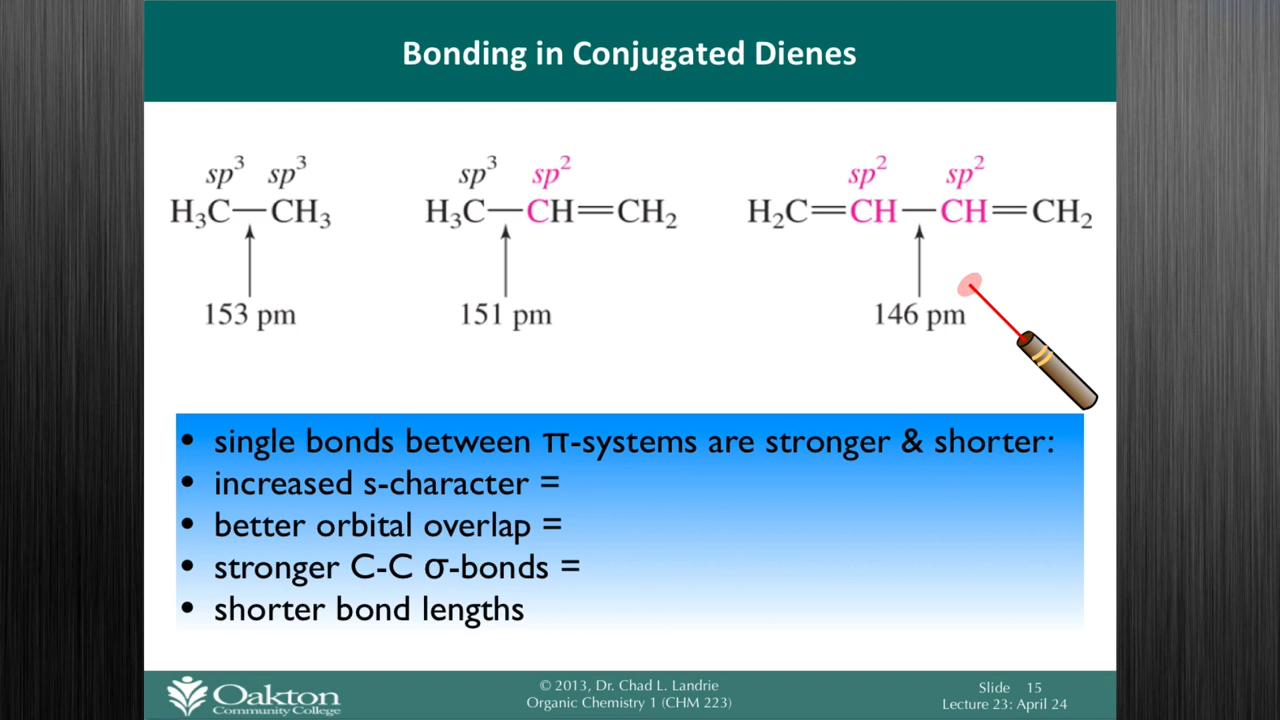 Bonding in Conjugated Dienes
sp³ sp³
H₃C—CH₃
153 pm
sp³ sp²
H₃C—CH=CH₂
151 pm
sp² sp²
H₂C=CH—CH=CH₂
146 pm
• single bonds between π-systems are stronger & shorter:
• increased s-character =
• better orbital overlap =
• stronger C-C σ-bonds =
• shorter bond lengths
Oakton
Community College
© 2013, Dr. Chad L. Landrie
Organic Chemistry 1 (CHM 223)
Slide 15
Lecture 23: April 24